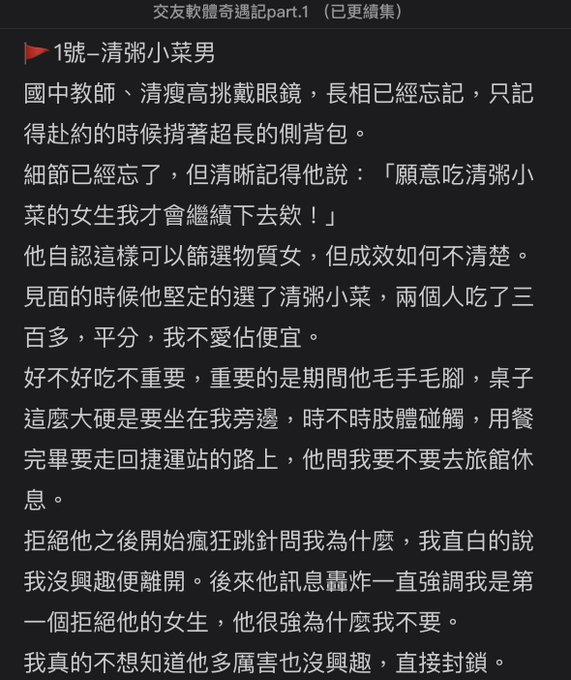 交友軟體奇遇記part.1 （已更續集）
🚩1號–清粥小菜男
國中教師、清瘦高挑戴眼鏡，長相已經忘記，只記
得赴約的時候揹著超長的側背包。
細節已經忘了，但清晰記得他說：「願意吃清粥小
菜的女生我才會繼續下去欸！」
他自認這樣可以篩選物質女，但成效如何不清楚。
見面的時候他堅定的選了清粥小菜，兩個人吃了三
百多，平分，我不愛佔便宜。
好不好吃不重要，重要的是期間他毛手毛腳，桌子
這麼大硬是要坐在我旁邊，時不時肢體碰觸，用餐
完畢要走回捷運站的路上，他問我要不要去旅館休
息。
拒絕他之後開始瘋狂跳針問我為什麼，我直白的說
我沒興趣便離開。後來他訊息轟炸一直強調我是第
一個拒絕他的女生，他很強為什麼我不要。
我真的不想知道他多厲害也沒興趣，直接封鎖。